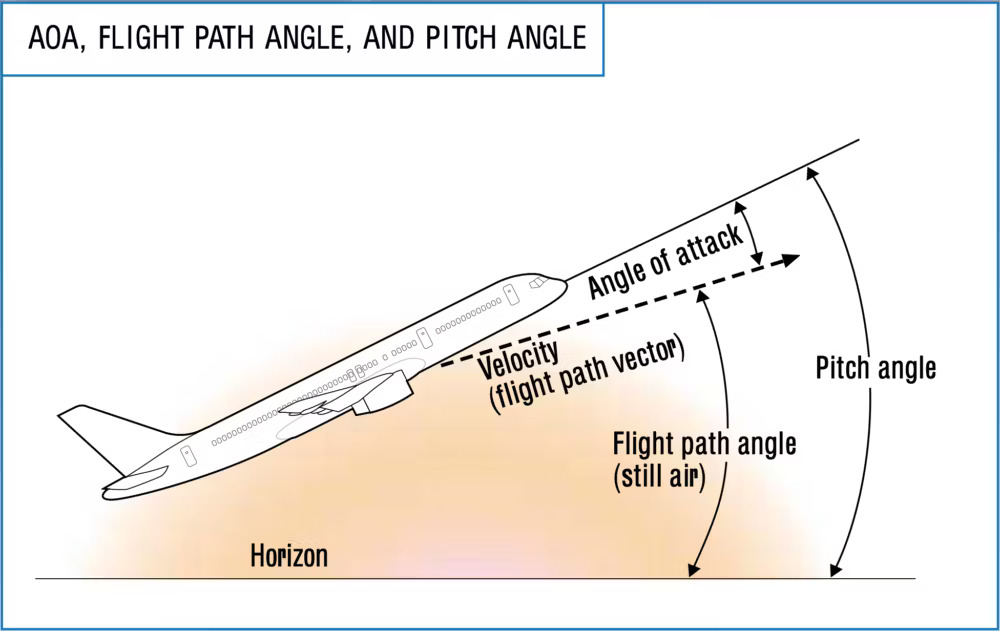 AOA, FLIGHT PATH ANGLE, AND PITCH ANGLE
Angle of attack
Velocity
(flight path vector)
Pitch angle
Flight path angle
(still air)
Horizon